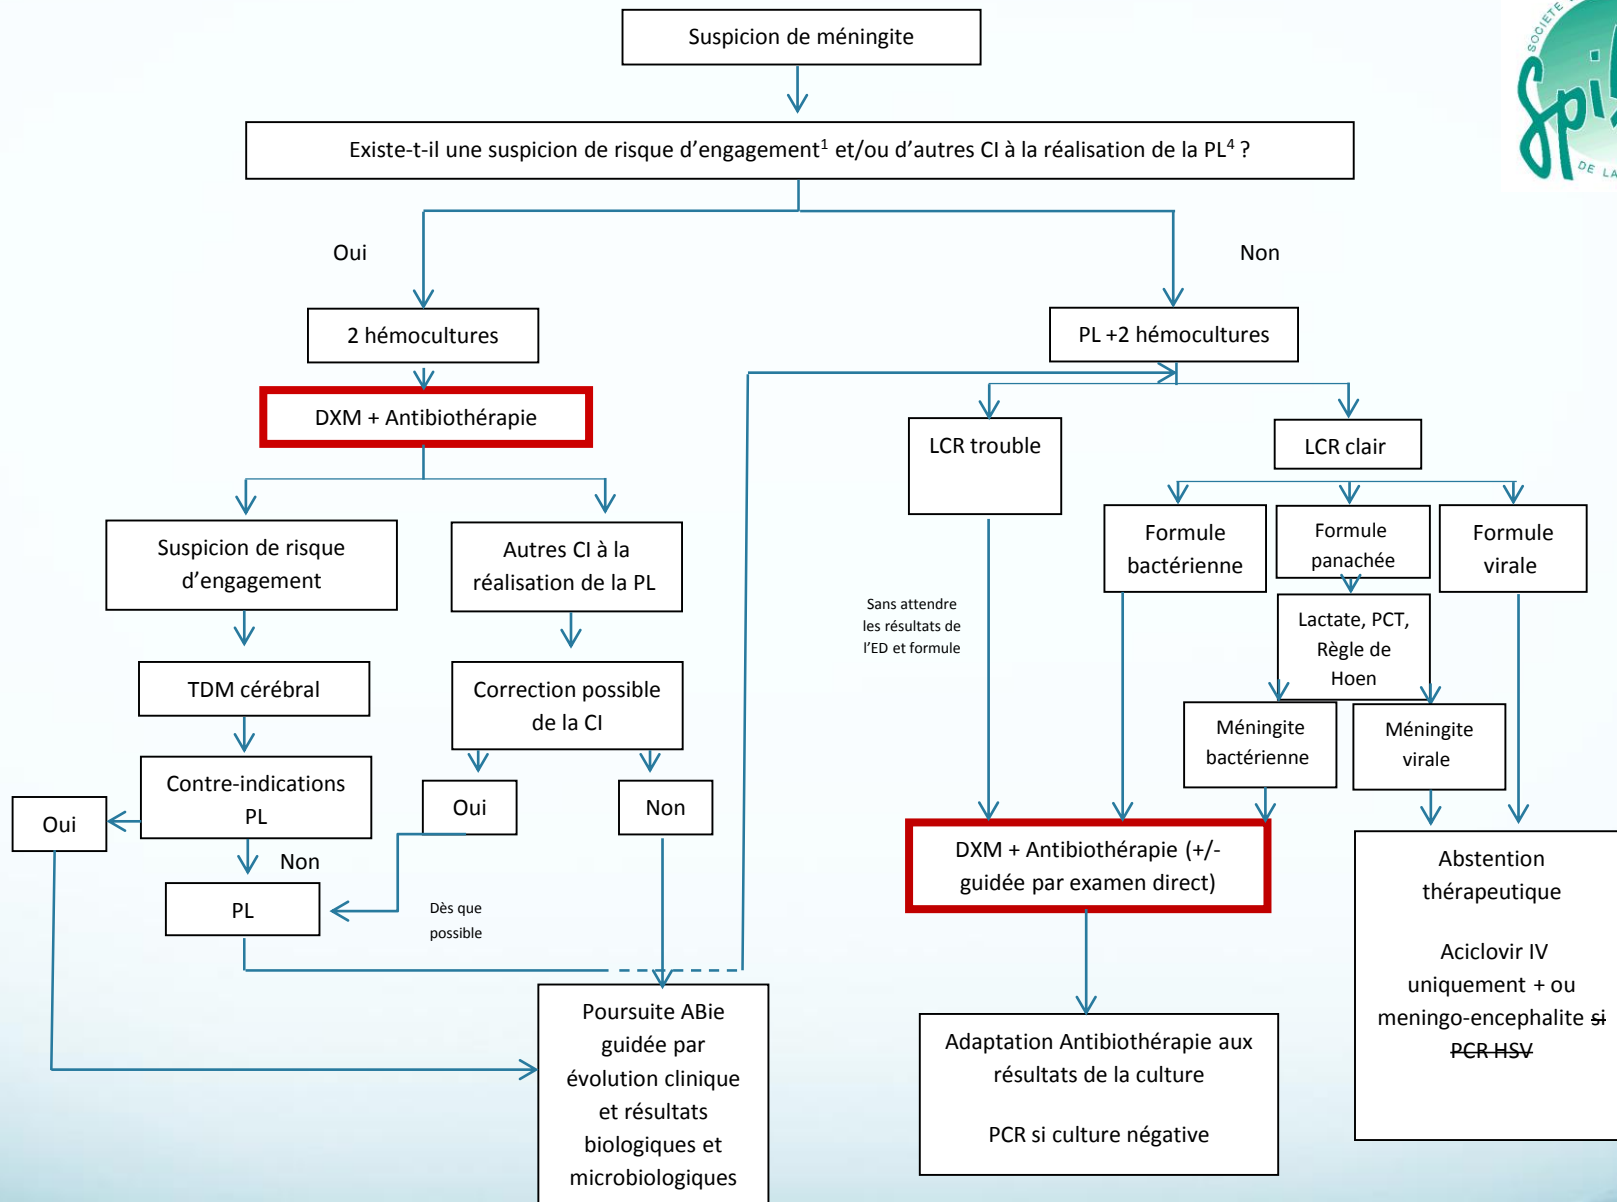 Suspicion de méningite
SOCIETE
Spil
DE LA
Existe-t-il une suspicion de risque d'engagement¹ et/ou d'autres CI à la réalisation de la PL⁴ ?
Oui
Non
2 hémocultures
PL +2 hémocultures
DXM + Antibiothérapie
LCR trouble
LCR clair
Suspicion de risque
d'engagement
Autres CI à la
réalisation de la PL
Formule
bactérienne
Formule
panachée
Formule
virale
Sans attendre
les résultats de
l'ED et formule
Lactate, PCT,
Règle de
Hoen
TDM cérébral
Correction possible
de la CI
Méningite
bactérienne
Méningite
virale
Contre-indications
PL
Oui
Oui
Non
Non
PL
Dès que
possible
DXM + Antibiothérapie (+/-
guidée par examen direct)
Abstention
thérapeutique
Aciclovir IV
uniquement + ou
meningo-encephalite si
PCR HSV
Poursuite ABie
guidée par
évolution clinique
et résultats
biologiques et
microbiologiques
Adaptation Antibiothérapie aux
résultats de la culture
PCR si culture négative